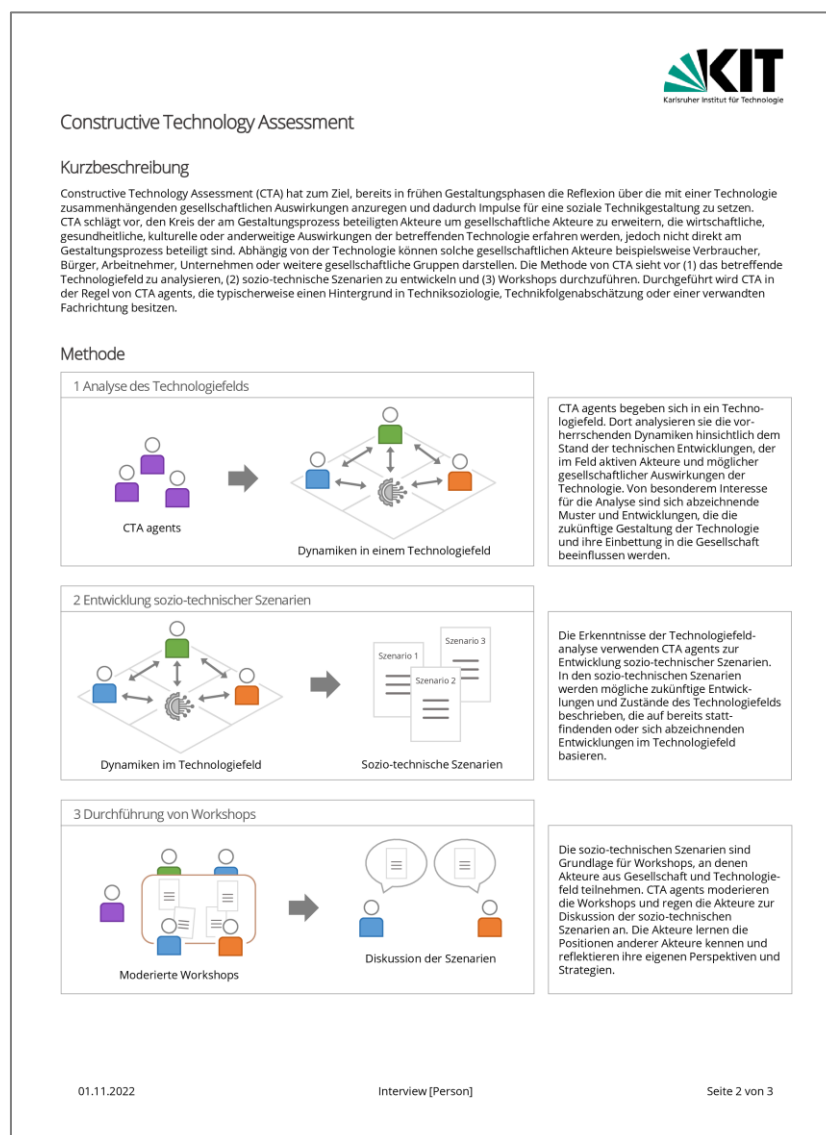 KIT
Karlsruher Institut für Technologie
Constructive Technology Assessment
Kurzbeschreibung
Constructive Technology Assessment (CTA) hat zum Ziel, bereits in frühen Gestaltungsphasen die Reflexion über die mit einer Technologie
zusammenhängenden gesellschaftlichen Auswirkungen anzuregen und dadurch Impulse für eine soziale Technikgestaltung zu setzen.
CTA schlägt vor, den Kreis der am Gestaltungsprozess beteiligten Akteure um gesellschaftliche Akteure zu erweitern, die wirtschaftliche,
gesundheitliche, kulturelle oder anderweitige Auswirkungen der betreffenden Technologie erfahren werden, jedoch nicht direkt am
Gestaltungsprozess beteiligt sind. Abhängig von der Technologie können solche gesellschaftlichen Akteure beispielsweise Verbraucher,
Bürger, Arbeitnehmer, Unternehmen oder weitere gesellschaftliche Gruppen darstellen. Die Methode von CTA sieht vor (1) das betreffende
Technologiefeld zu analysieren, (2) sozio-technische Szenarien zu entwickeln und (3) Workshops durchzuführen. Durchgeführt wird CTA in
der Regel von CTA agents, die typischerweise einen Hintergrund in Techniksoziologie, Technikfolgenabschätzung oder einer verwandten
Fachrichtung besitzen.
Methode
1 Analyse des Technologiefelds
CTA agents
Dynamiken in einem Technologiefeld
CTA agents begeben sich in ein Techno-
logiefeld. Dort analysieren sie die vor-
herrschenden Dynamiken hinsichtlich dem
Stand der technischen Entwicklungen, der
im Feld aktiven Akteure und möglicher
gesellschaftlicher Auswirkungen der
Technologie. Von besonderem Interesse
für die Analyse sind sich abzeichnende
Muster und Entwicklungen, die die
zukünftige Gestaltung der Technologie
und ihre Einbettung in die Gesellschaft
beeinflussen werden.
2 Entwicklung sozio-technischer Szenarien
Szenario 1
Szenario 2
Szenario 3
Dynamiken im Technologiefeld
Sozio-technische Szenarien
Die Erkenntnisse der Technologiefeld-
analyse verwenden CTA agents zur
Entwicklung sozio-technischer Szenarien.
In den sozio-technischen Szenarien
werden mögliche zukünftige Entwick-
lungen und Zustände des Technologiefelds
beschrieben, die auf bereits statt-
findenden oder sich abzeichnenden
Entwicklungen im Technologiefeld
basieren.
3 Durchführung von Workshops
Moderierte Workshops
Diskussion der Szenarien
Die sozio-technischen Szenarien sind
Grundlage für Workshops, an denen
Akteure aus Gesellschaft und Technologie-
feld teilnehmen. CTA agents moderieren
die Workshops und regen die Akteure zur
Diskussion der sozio-technischen
Szenarien an. Die Akteure lernen die
Positionen anderer Akteure kennen und
reflektieren ihre eigenen Perspektiven und
Strategien.
01.11.2022
Interview [Person]
Seite 2 von 3